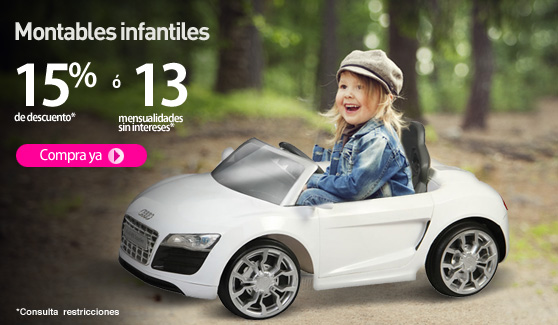 Montables infantiles
15% ó 13
de descuento* mensualidades
sin intereses*
Compra ya
*Consulta restricciones